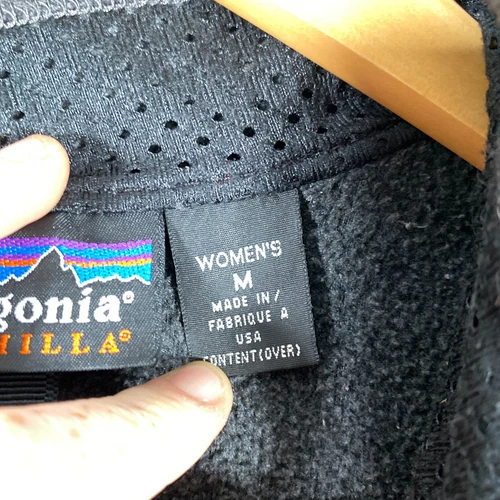 gonia®
HILLA®
WOMEN'S
M
MADE IN/
FABRIQUE A
USA
CONTENT(OVER)